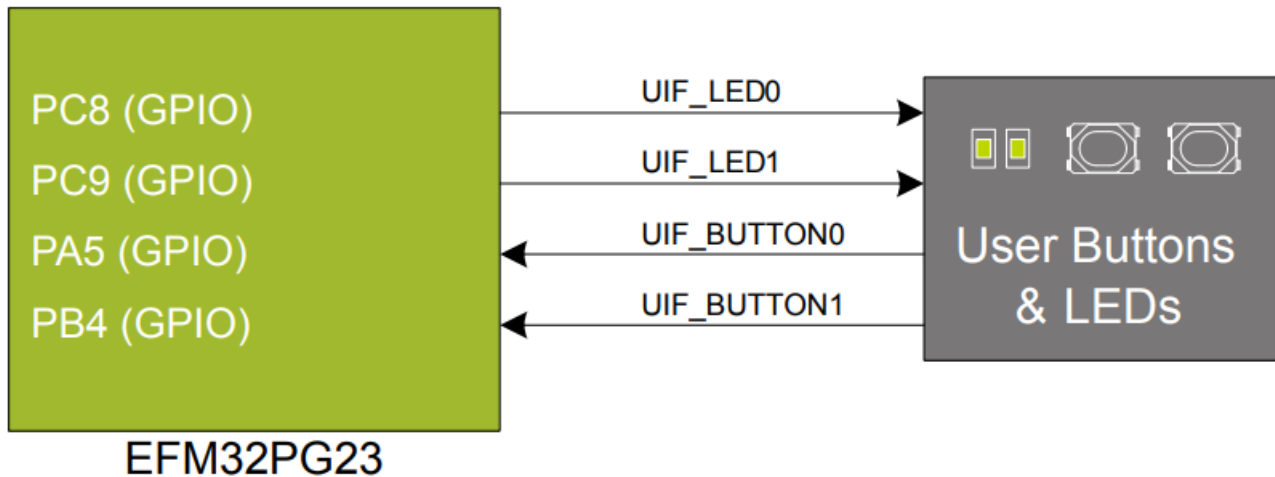 PC8 (GPIO)
PC9 (GPIO)
PA5 (GPIO)
PB4 (GPIO)
UIF_LED0
UIF_LED1
UIF_BUTTON0
UIF_BUTTON1
User Buttons
& LEDs
EFM32PG23